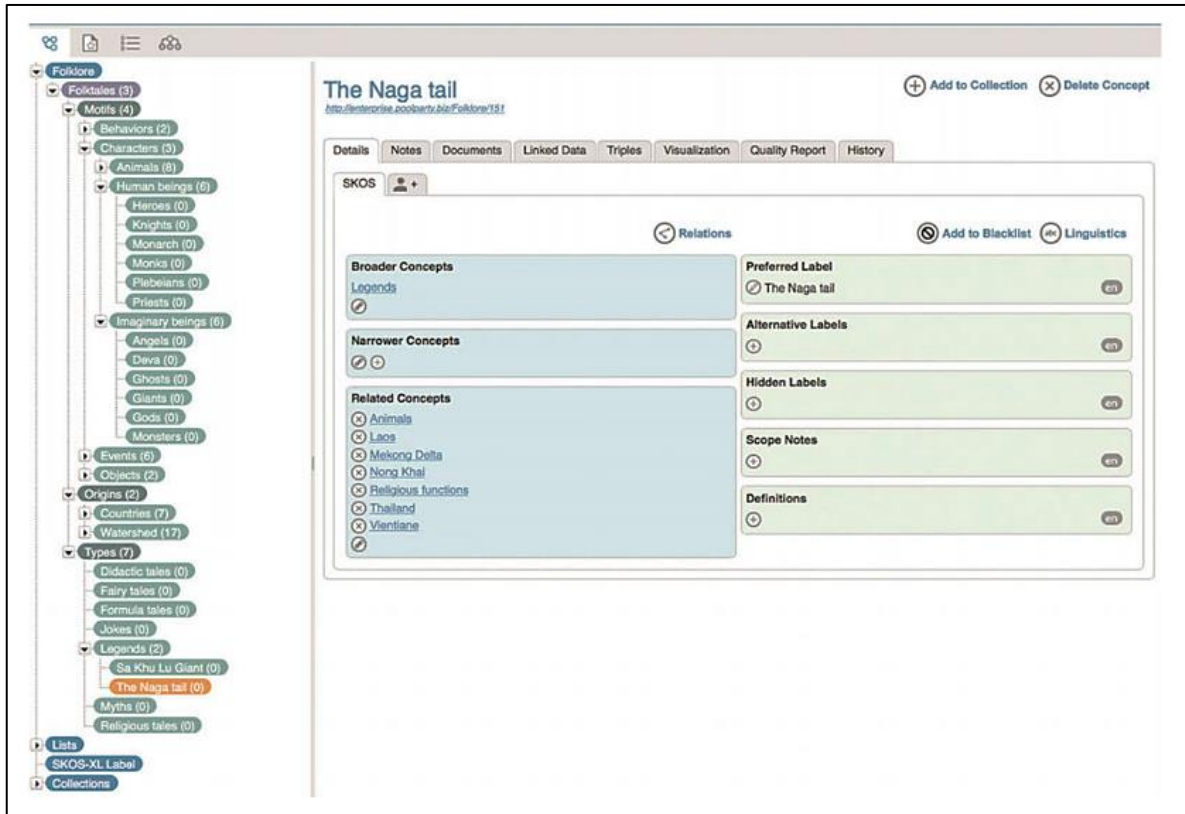 Folklore
Folktales (3)
Motifs (4)
Behaviors (2)
Characters (3)
Animals (8)
Human beings (6)
Heroes (0)
Knights (0)
Monarch (0)
Monks (0)
Plebeians (0)
Priests (0)
Imaginary beings (6)
Angels (0)
Deva (0)
Ghosts (0)
Giants (0)
Gods (0)
Monsters (0)
Events (6)
Objects (2)
Origins (2)
Countries (7)
Watershed (17)
Types (7)
Didactic tales (0)
Fairy tales (0)
Formula tales (0)
Jokes (0)
Legends (2)
Sa Khu Lu Giant (0)
The Naga tail (0)
Myths (0)
Religious tales (0)
Lists
SKOS-XL Label
Collections
The Naga tail
http://enterprise.poolparty.biz/Folklore/151
Add to Collection Delete Concept
Details Notes Documents Linked Data Triples Visualization Quality Report History
SKOS
Relations
Add to Blacklist abc Linguistics
Broader Concepts
Legends
Narrower Concepts
Related Concepts
Animals
Laos
Mekong Delta
Nong Khai
Religious functions
Thailand
Vientiane
Preferred Label
The Naga tail en
Alternative Labels
en
Hidden Labels
en
Scope Notes
en
Definitions
en